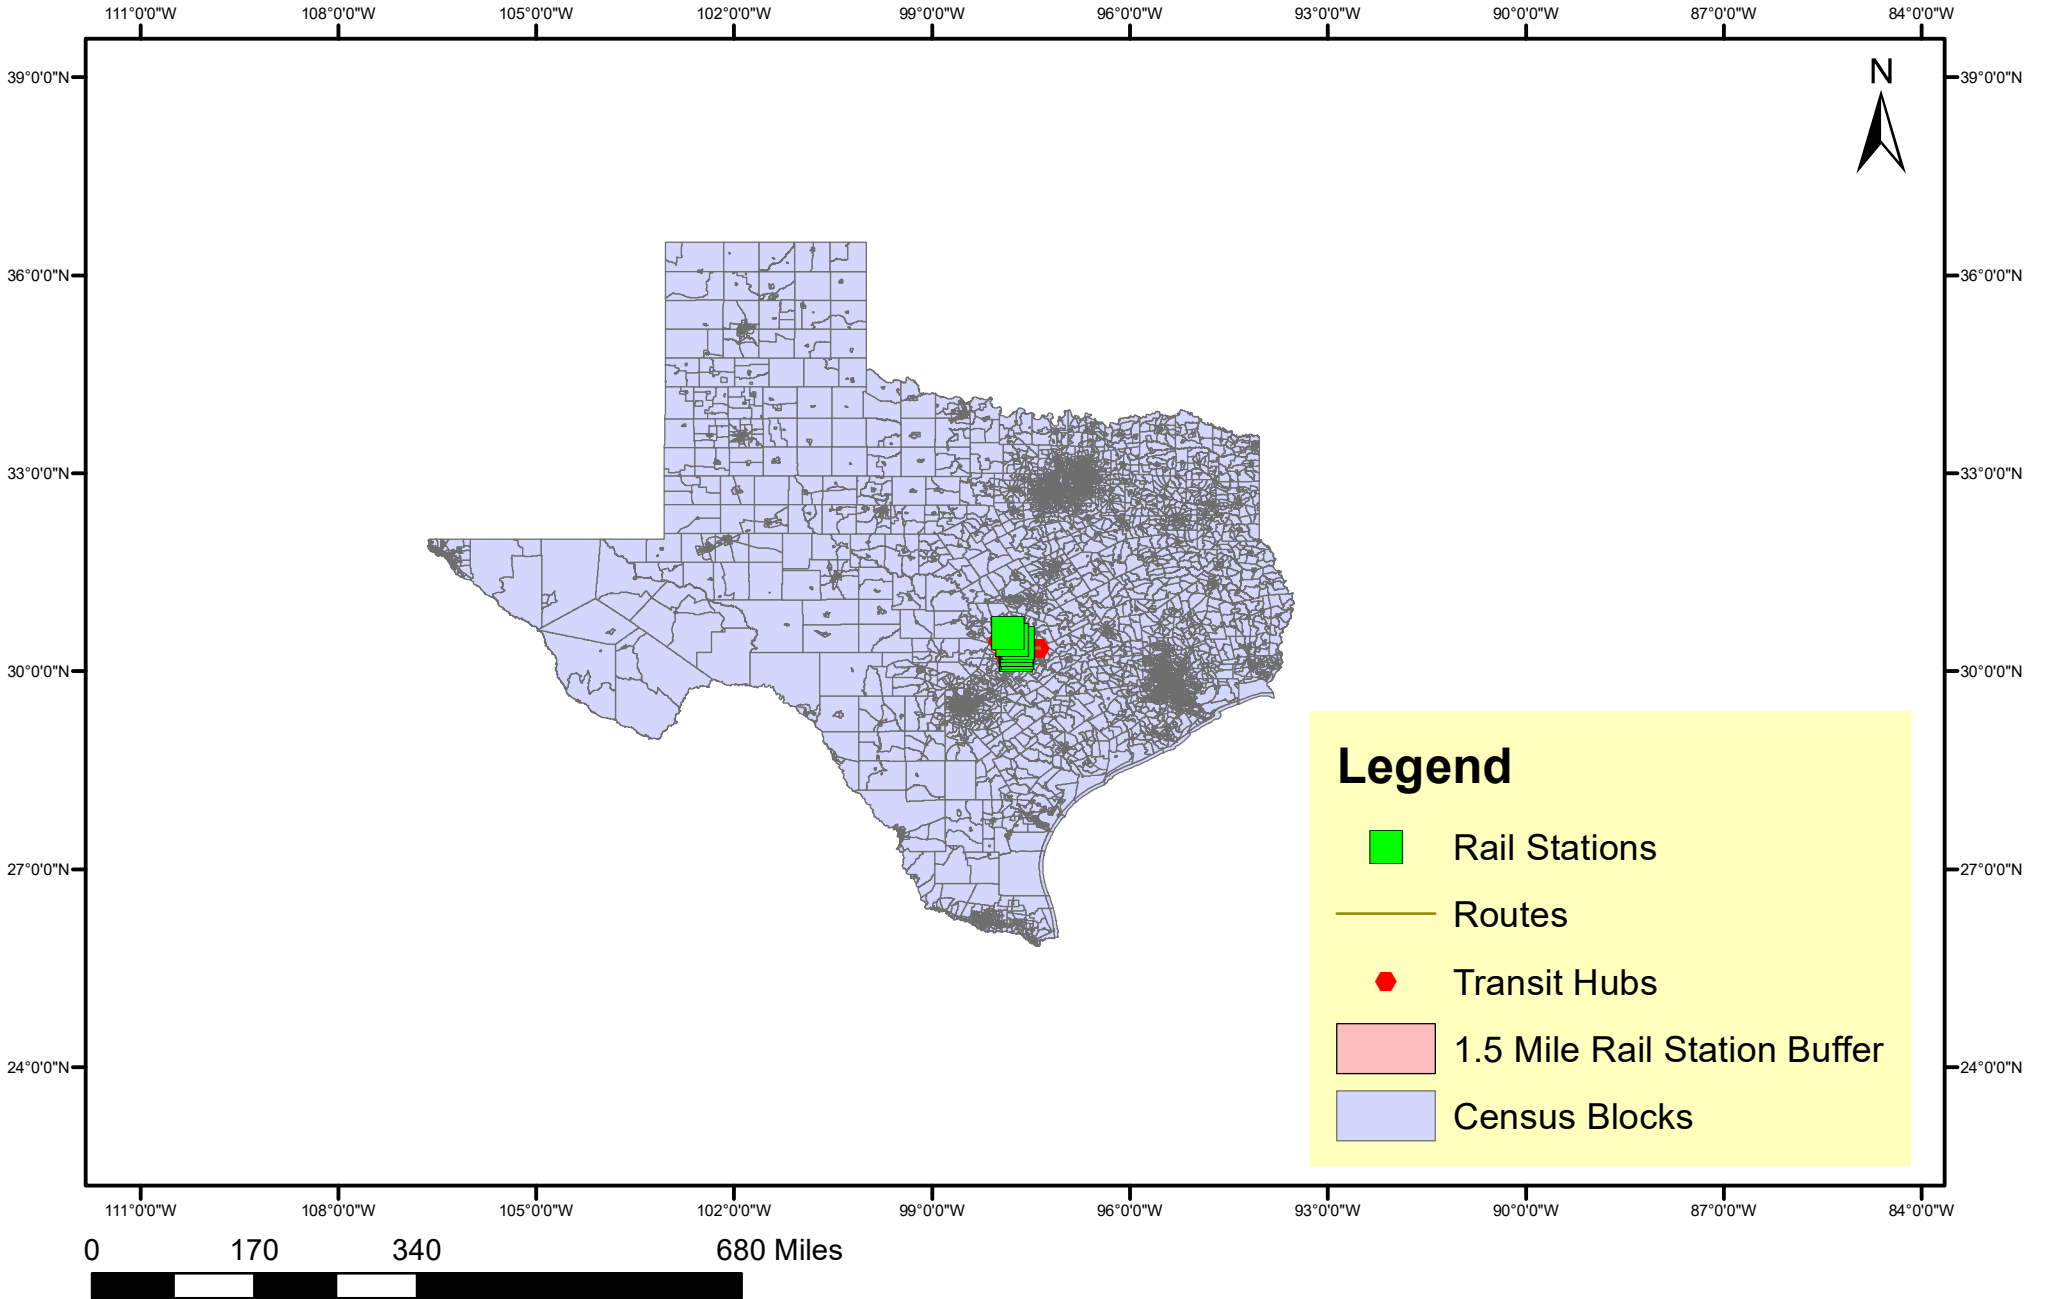 111°0'0"W 108°0'0"W 105°0'0"W 102°0'0"W 99°0'0"W 96°0'0"W 93°0'0"W 90°0'0"W 87°0'0"W 84°0'0"W
39°0'0"N 39°0'0"N
N
36°0'0"N 36°0'0"N
33°0'0"N 33°0'0"N
30°0'0"N 30°0'0"N
27°0'0"N 27°0'0"N
24°0'0"N 24°0'0"N
Legend
Rail Stations
Routes
Transit Hubs
1.5 Mile Rail Station Buffer
Census Blocks
111°0'0"W 108°0'0"W 105°0'0"W 102°0'0"W 99°0'0"W 96°0'0"W 93°0'0"W 90°0'0"W 87°0'0"W 84°0'0"W
0 170 340 680 Miles